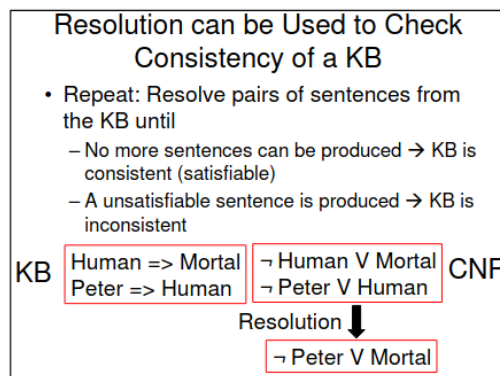 Resolution can be Used to Check
Consistency of a KB
• Repeat: Resolve pairs of sentences from
the KB until
– No more sentences can be produced → KB is
consistent (satisfiable)
– A unsatisfiable sentence is produced → KB is
inconsistent
KB
Human => Mortal
Peter => Human
¬ Human V Mortal
¬ Peter V Human
CNF
Resolution
¬ Peter V Mortal